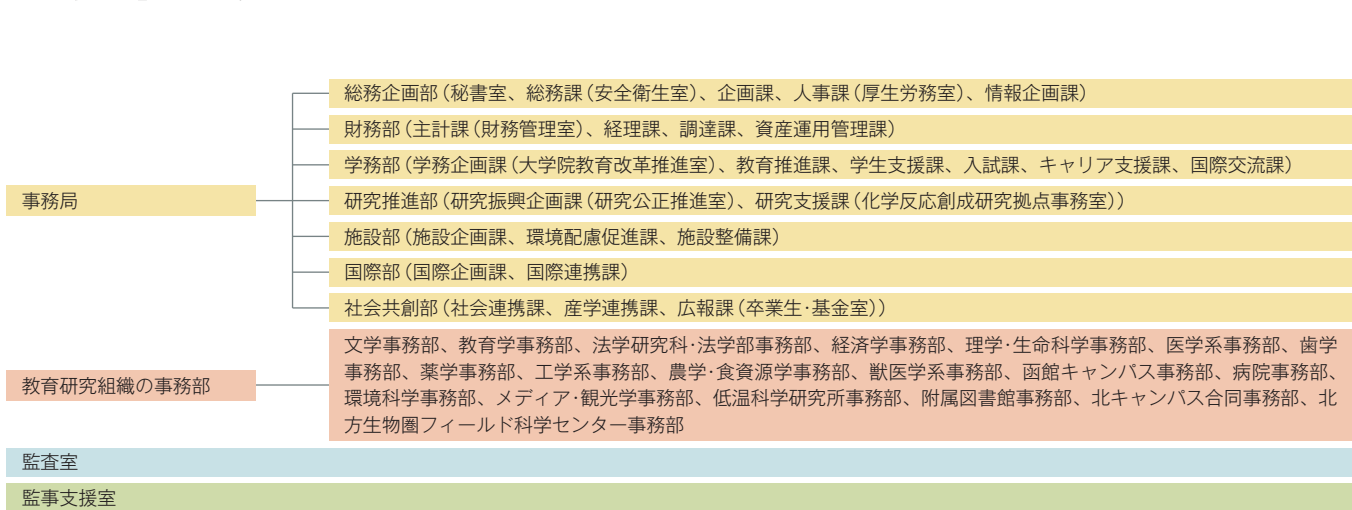 総務企画部（秘書室、総務課（安全衛生室）、企画課、人事課（厚生労務室）、情報企画課）
財務部（主計課（財務管理室）、経理課、調達課、資産運用管理課）
学務部（学務企画課（大学院教育改革推進室）、教育推進課、学生支援課、入試課、キャリア支援課、国際交流課）
事務局
研究推進部（研究振興企画課（研究公正推進室）、研究支援課（化学反応創成研究拠点事務室））
施設部（施設企画課、環境配慮促進課、施設整備課）
国際部（国際企画課、国際連携課）
社会共創部（社会連携課、産学連携課、広報課（卒業生·基金室））
教育研究組織の事務部
文学事務部、教育学事務部、法学研究科·法学部事務部、経済学事務部、理学·生命科学事務部、医学系事務部、歯学
事務部、薬学事務部、工学系事務部、農学·食資源学事務部、獣医学系事務部、函館キャンパス事務部、病院事務部、
環境科学事務部、メディア·観光学事務部、低温科学研究所事務部、附属図書館事務部、北キャンパス合同事務部、北
方生物圏フィールド科学センター事務部
監査室
監事支援室